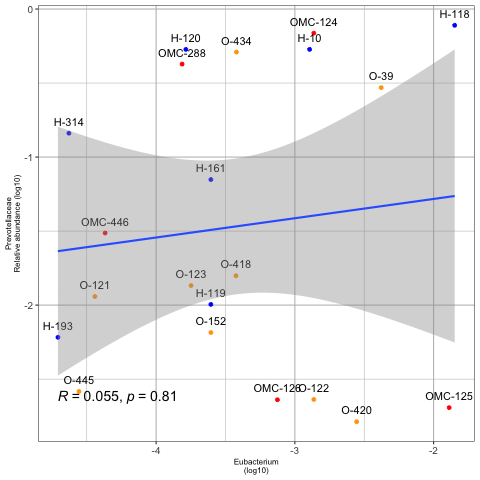 0
H-118
OMC-124
H-120
O-434
H-10
OMC-288
O-39
H-314
-1
H-161
OMC-446
O-418
O-123
O-121
H-119
-2
O-152
H-193
O-445
R = 0.055, p = 0.81
OMC-126
O-122
OMC-125
O-420
-4
-3
-2
Eubacterium
(log10)
Prevotellaceae
Relative abundance (log10)